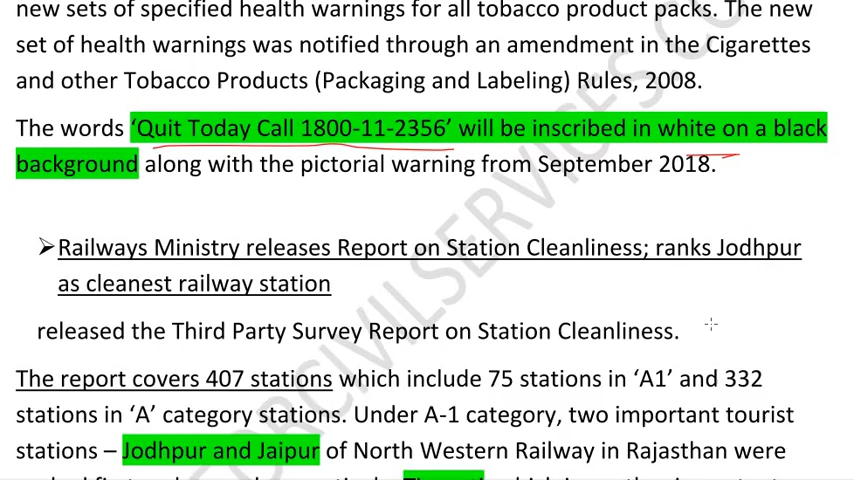 new sets of specified health warnings for all tobacco product packs. The new
set of health warnings was notified through an amendment in the Cigarettes
and other Tobacco Products (Packaging and Labeling) Rules, 2008.
The words ‘Quit Today Call 1800-11-2356’ will be inscribed in white on a black
background along with the pictorial warning from September 2018.
➢Railways Ministry releases Report on Station Cleanliness; ranks Jodhpur
as cleanest railway station
released the Third Party Survey Report on Station Cleanliness.
The report covers 407 stations which include 75 stations in ‘A1’ and 332
stations in ‘A’ category stations. Under A-1 category, two important tourist
stations – Jodhpur and Jaipur of North Western Railway in Rajasthan were